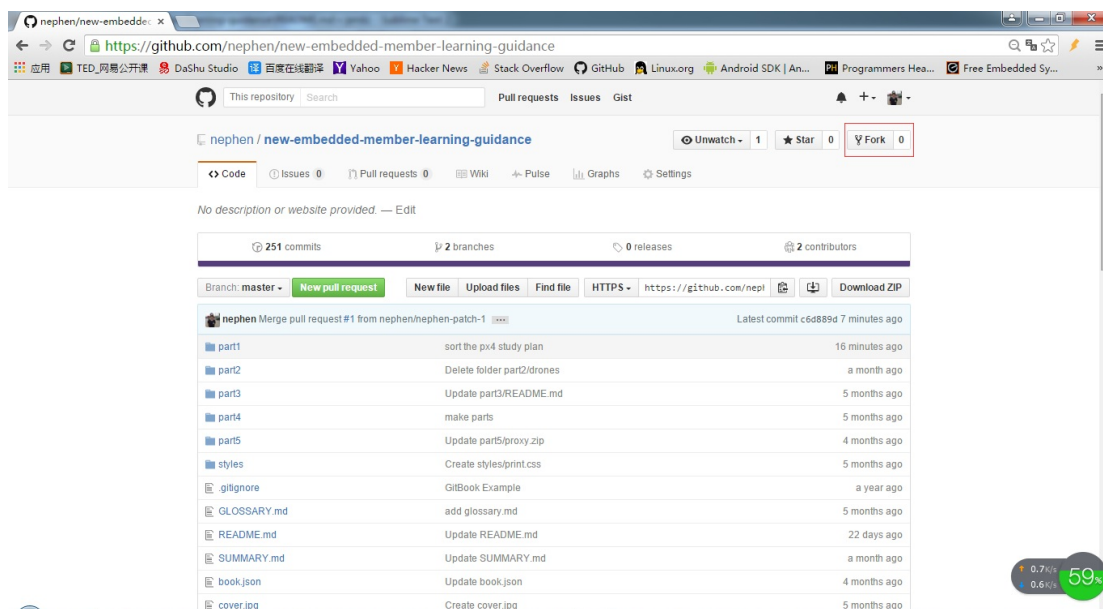 nephen/new-embeddec ×
https://github.com/nephen/new-embedded-member-learning-guidance
应用 TED_网易公开课 DaShu Studio 百度在线翻译 Yahoo Hacker News Stack Overflow GitHub Linux.org Android SDK | An... Programmers Hea... Free Embedded Sy... »
This repository Search Pull requests Issues Gist
nephen / new-embedded-member-learning-guidance Unwatch 1 Star 0 Fork 0
Code Issues 0 Pull requests 0 Wiki Pulse Graphs Settings
No description or website provided. — Edit
251 commits 2 branches 0 releases 2 contributors
Branch: master New pull request New file Upload files Find file HTTPS https://github.com/nepl Download ZIP
nephen Merge pull request #1 from nephen/nephen-patch-1 ... Latest commit c6d889d 7 minutes ago
part1 sort the px4 study plan 16 minutes ago
part2 Delete folder part2/drones a month ago
part3 Update part3/README.md 5 months ago
part4 make parts 5 months ago
part5 Update part5/proxy.zip 4 months ago
styles Create styles/print.css 5 months ago
.gitignore GitBook Example a year ago
GLOSSARY.md add glossary.md 5 months ago
README.md Update README.md 22 days ago
SUMMARY.md Update SUMMARY.md a month ago
book.json Update book.json 4 months ago
cover.jpg Create cover.jpg 5 months ago
0.7K/s
0.6K/s
59%